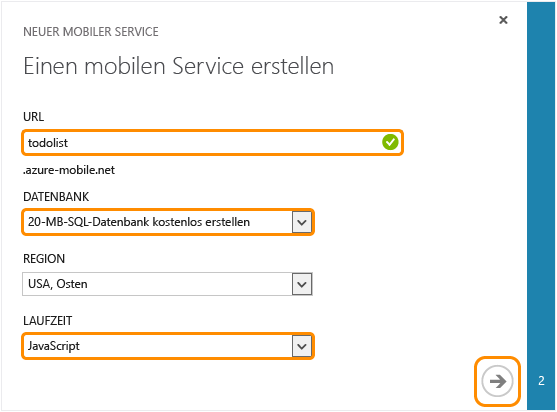 NEUER MOBILER SERVICE
Einen mobilen Service erstellen
URL
todolist
.azure-mobile.net
DATENBANK
20-MB-SQL-Datenbank kostenlos erstellen
REGION
USA, Osten
LAUFZEIT
JavaScript
2